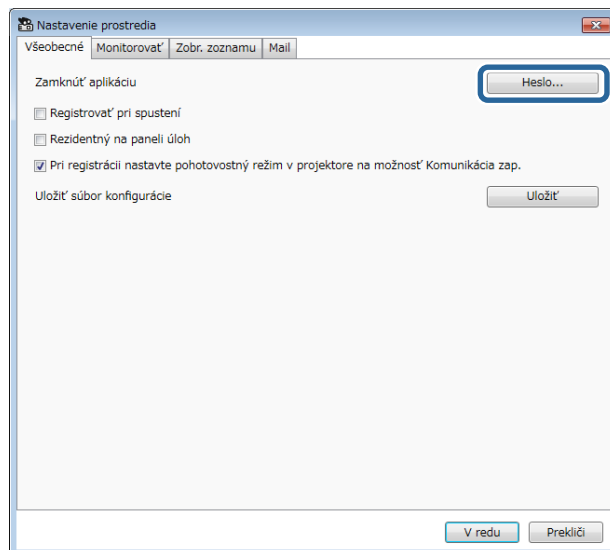 Nastavenie prostredia
Všeobecné Monitorovať Zobr. zoznamu Mail
Zamknúť aplikáciu Heslo...
Registrovať pri spustení
Rezidentný na paneli úloh
Pri registrácii nastavte pohotovostný režim v projektore na možnosť Komunikácia zap.
Uložiť súbor konfigurácie Uložiť
V redu Prekliči